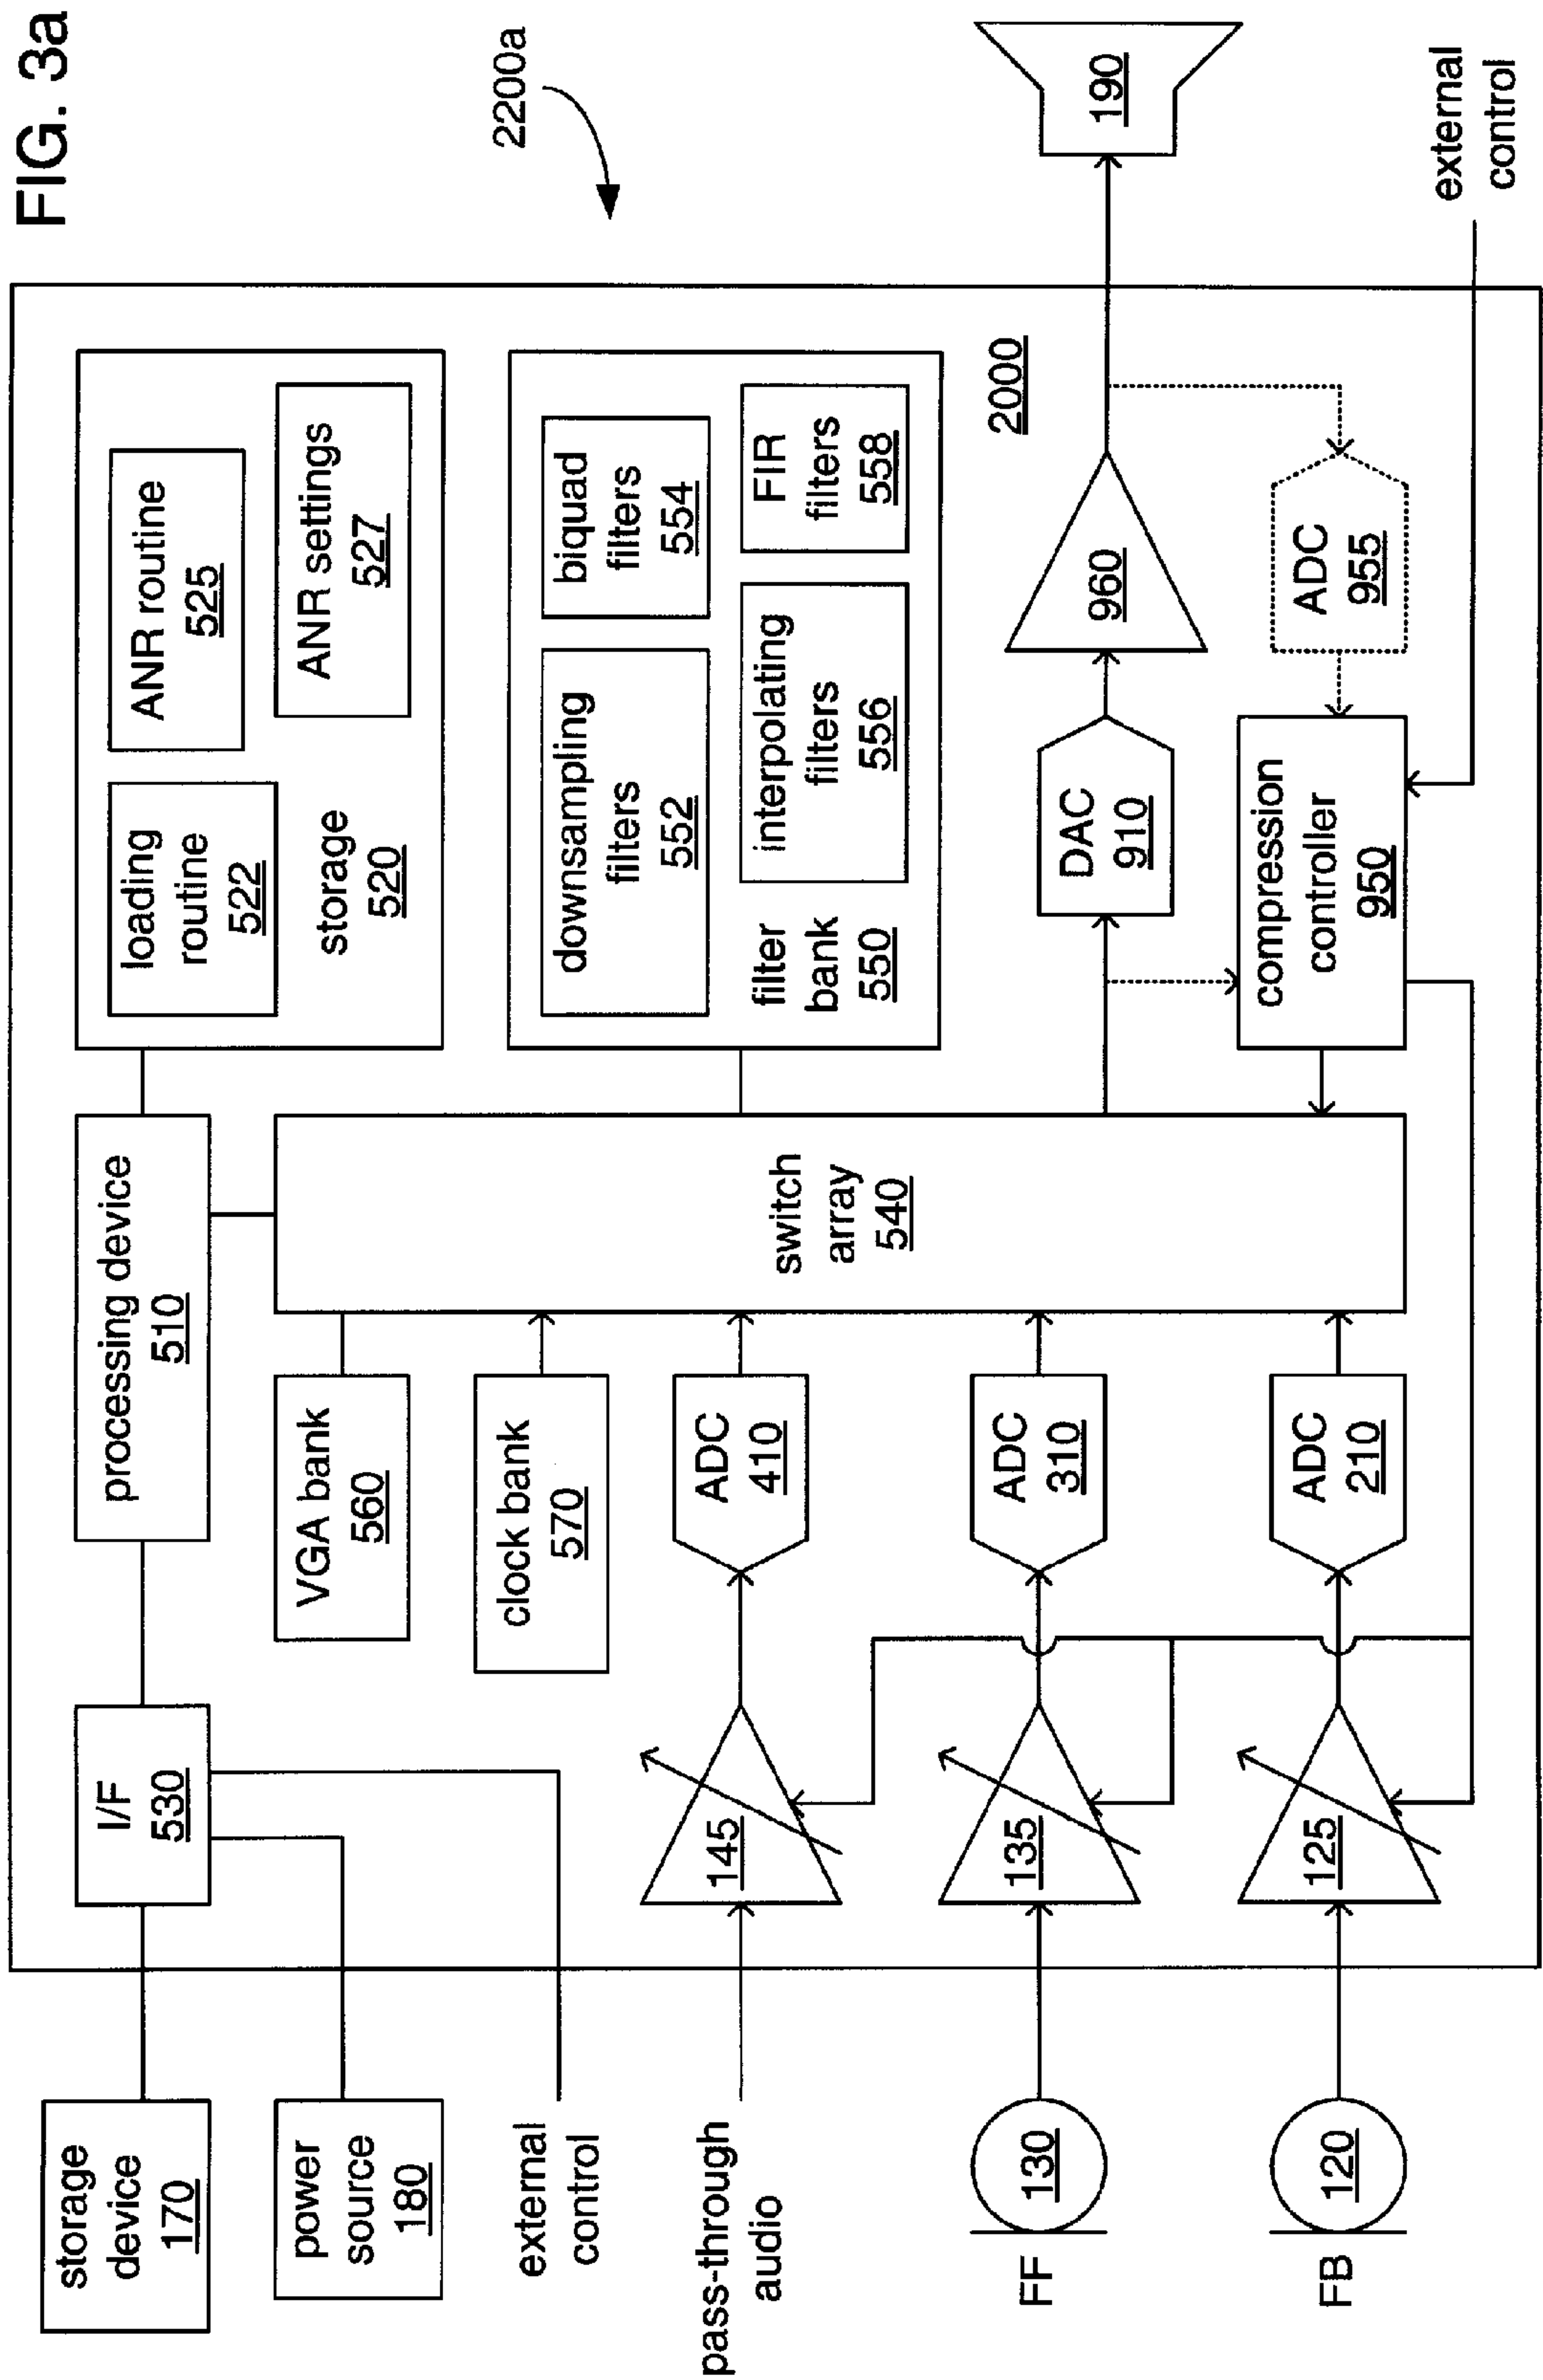 FIG. 3a
2200a
storage
device
170
power
source
180
external
control
pass-through
audio
FF
130
FB
120
I/F
530
processing device
510
loading
routine
522
ANR routine
525
ANR settings
527
storage
520
VGA bank
560
clock bank
570
switch
array
540
downsampling
filters
552
biquad
filters
554
interpolating
filters
556
FIR
filters
558
filter
bank
550
145
ADC
410
135
ADC
310
125
ADC
210
DAC
910
960
2000
190
compression
controller
950
ADC
955
external
control